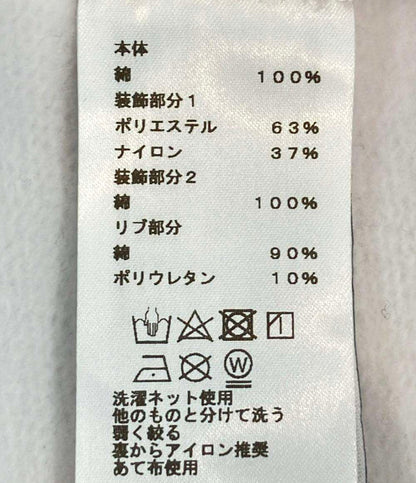 本体
綿 100%
装飾部分1
ポリエステル 63%
ナイロン 37%
装飾部分2
綿 100%
リブ部分
綿 90%
ポリウレタン 10%
W
洗濯ネット使用
他のものと分けて洗う
弱く絞る
裏からアイロン推奨
あて布使用